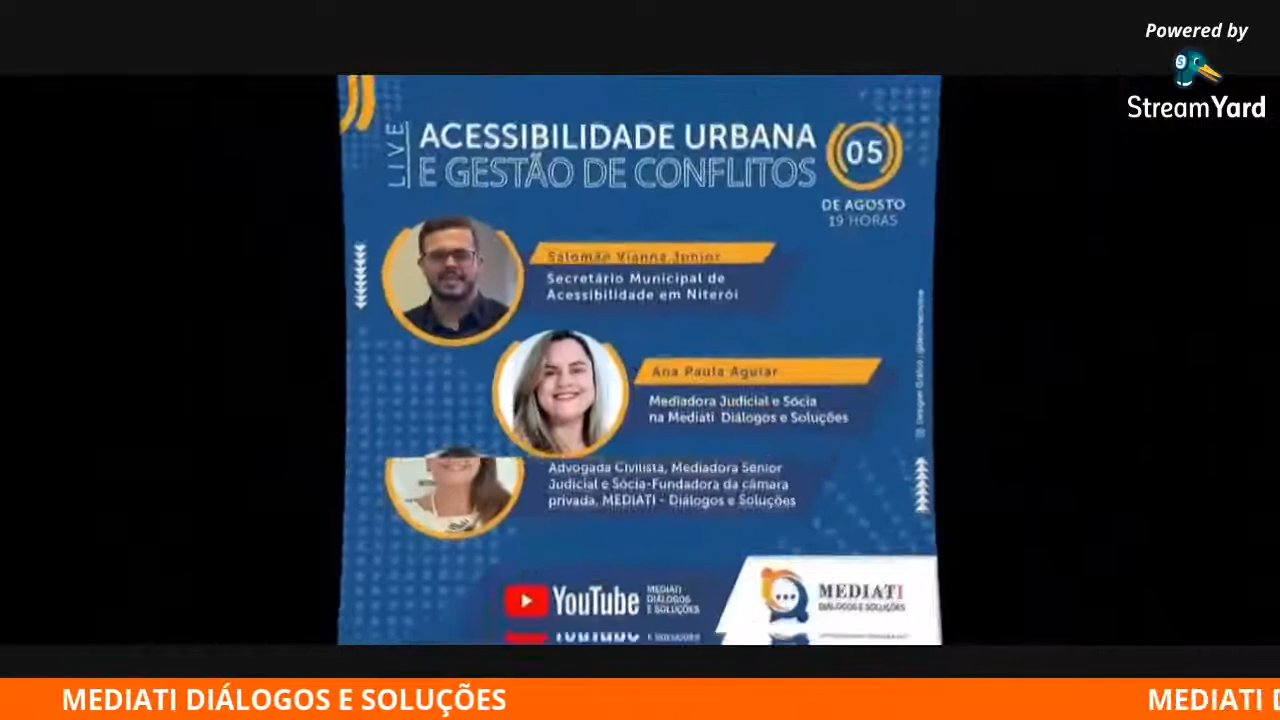 Powered by
StreamYard
LIVE
ACESSIBILIDADE URBANA
E GESTÃO DE CONFLITOS
05
DE AGOSTO
19 HORAS
Salomão Vianna Junior
Secretário Municipal de
Acessibilidade em Niterói
Ana Paula Aguiar
Mediadora Judicial e Sócia
na Mediati Diálogos e Soluções
Advogada Civilista, Mediadora Senior
Judicial e Sócia-Fundadora da câmara
privada, MEDIATI - Diálogos e Soluções
YouTube
MEDIATI
DIÁLOGOS
E SOLUÇÕES
MEDIATI
DIÁLOGOS E SOLUÇÕES
MEDIATI DIÁLOGOS E SOLUÇÕES
MEDIATI